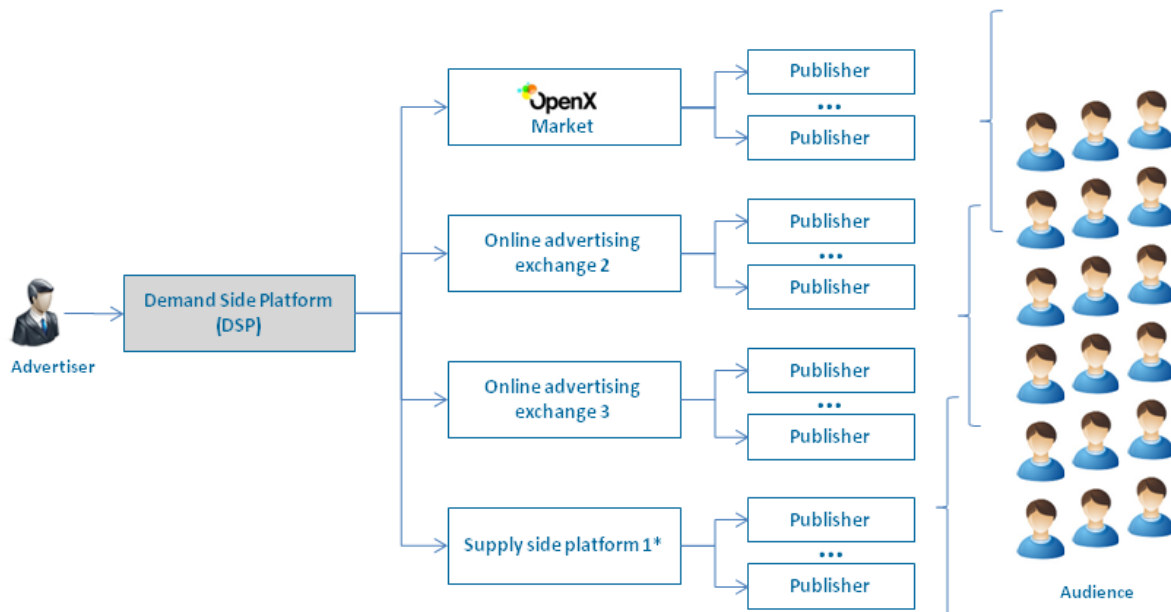 Advertiser
Demand Side Platform
(DSP)
OpenX
Market
Online advertising
exchange 2
Online advertising
exchange 3
Supply side platform 1*
Publisher
...
Publisher
Publisher
...
Publisher
Publisher
...
Publisher
Publisher
...
Publisher
Audience